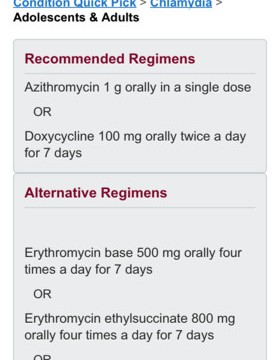 Condition Quick Pick > Chlamydia >
Adolescents & Adults
Recommended Regimens
Azithromycin 1 g orally in a single dose
OR
Doxycycline 100 mg orally twice a day
for 7 days
Alternative Regimens
Erythromycin base 500 mg orally four
times a day for 7 days
OR
Erythromycin ethylsuccinate 800 mg
orally four times a day for 7 days
OR